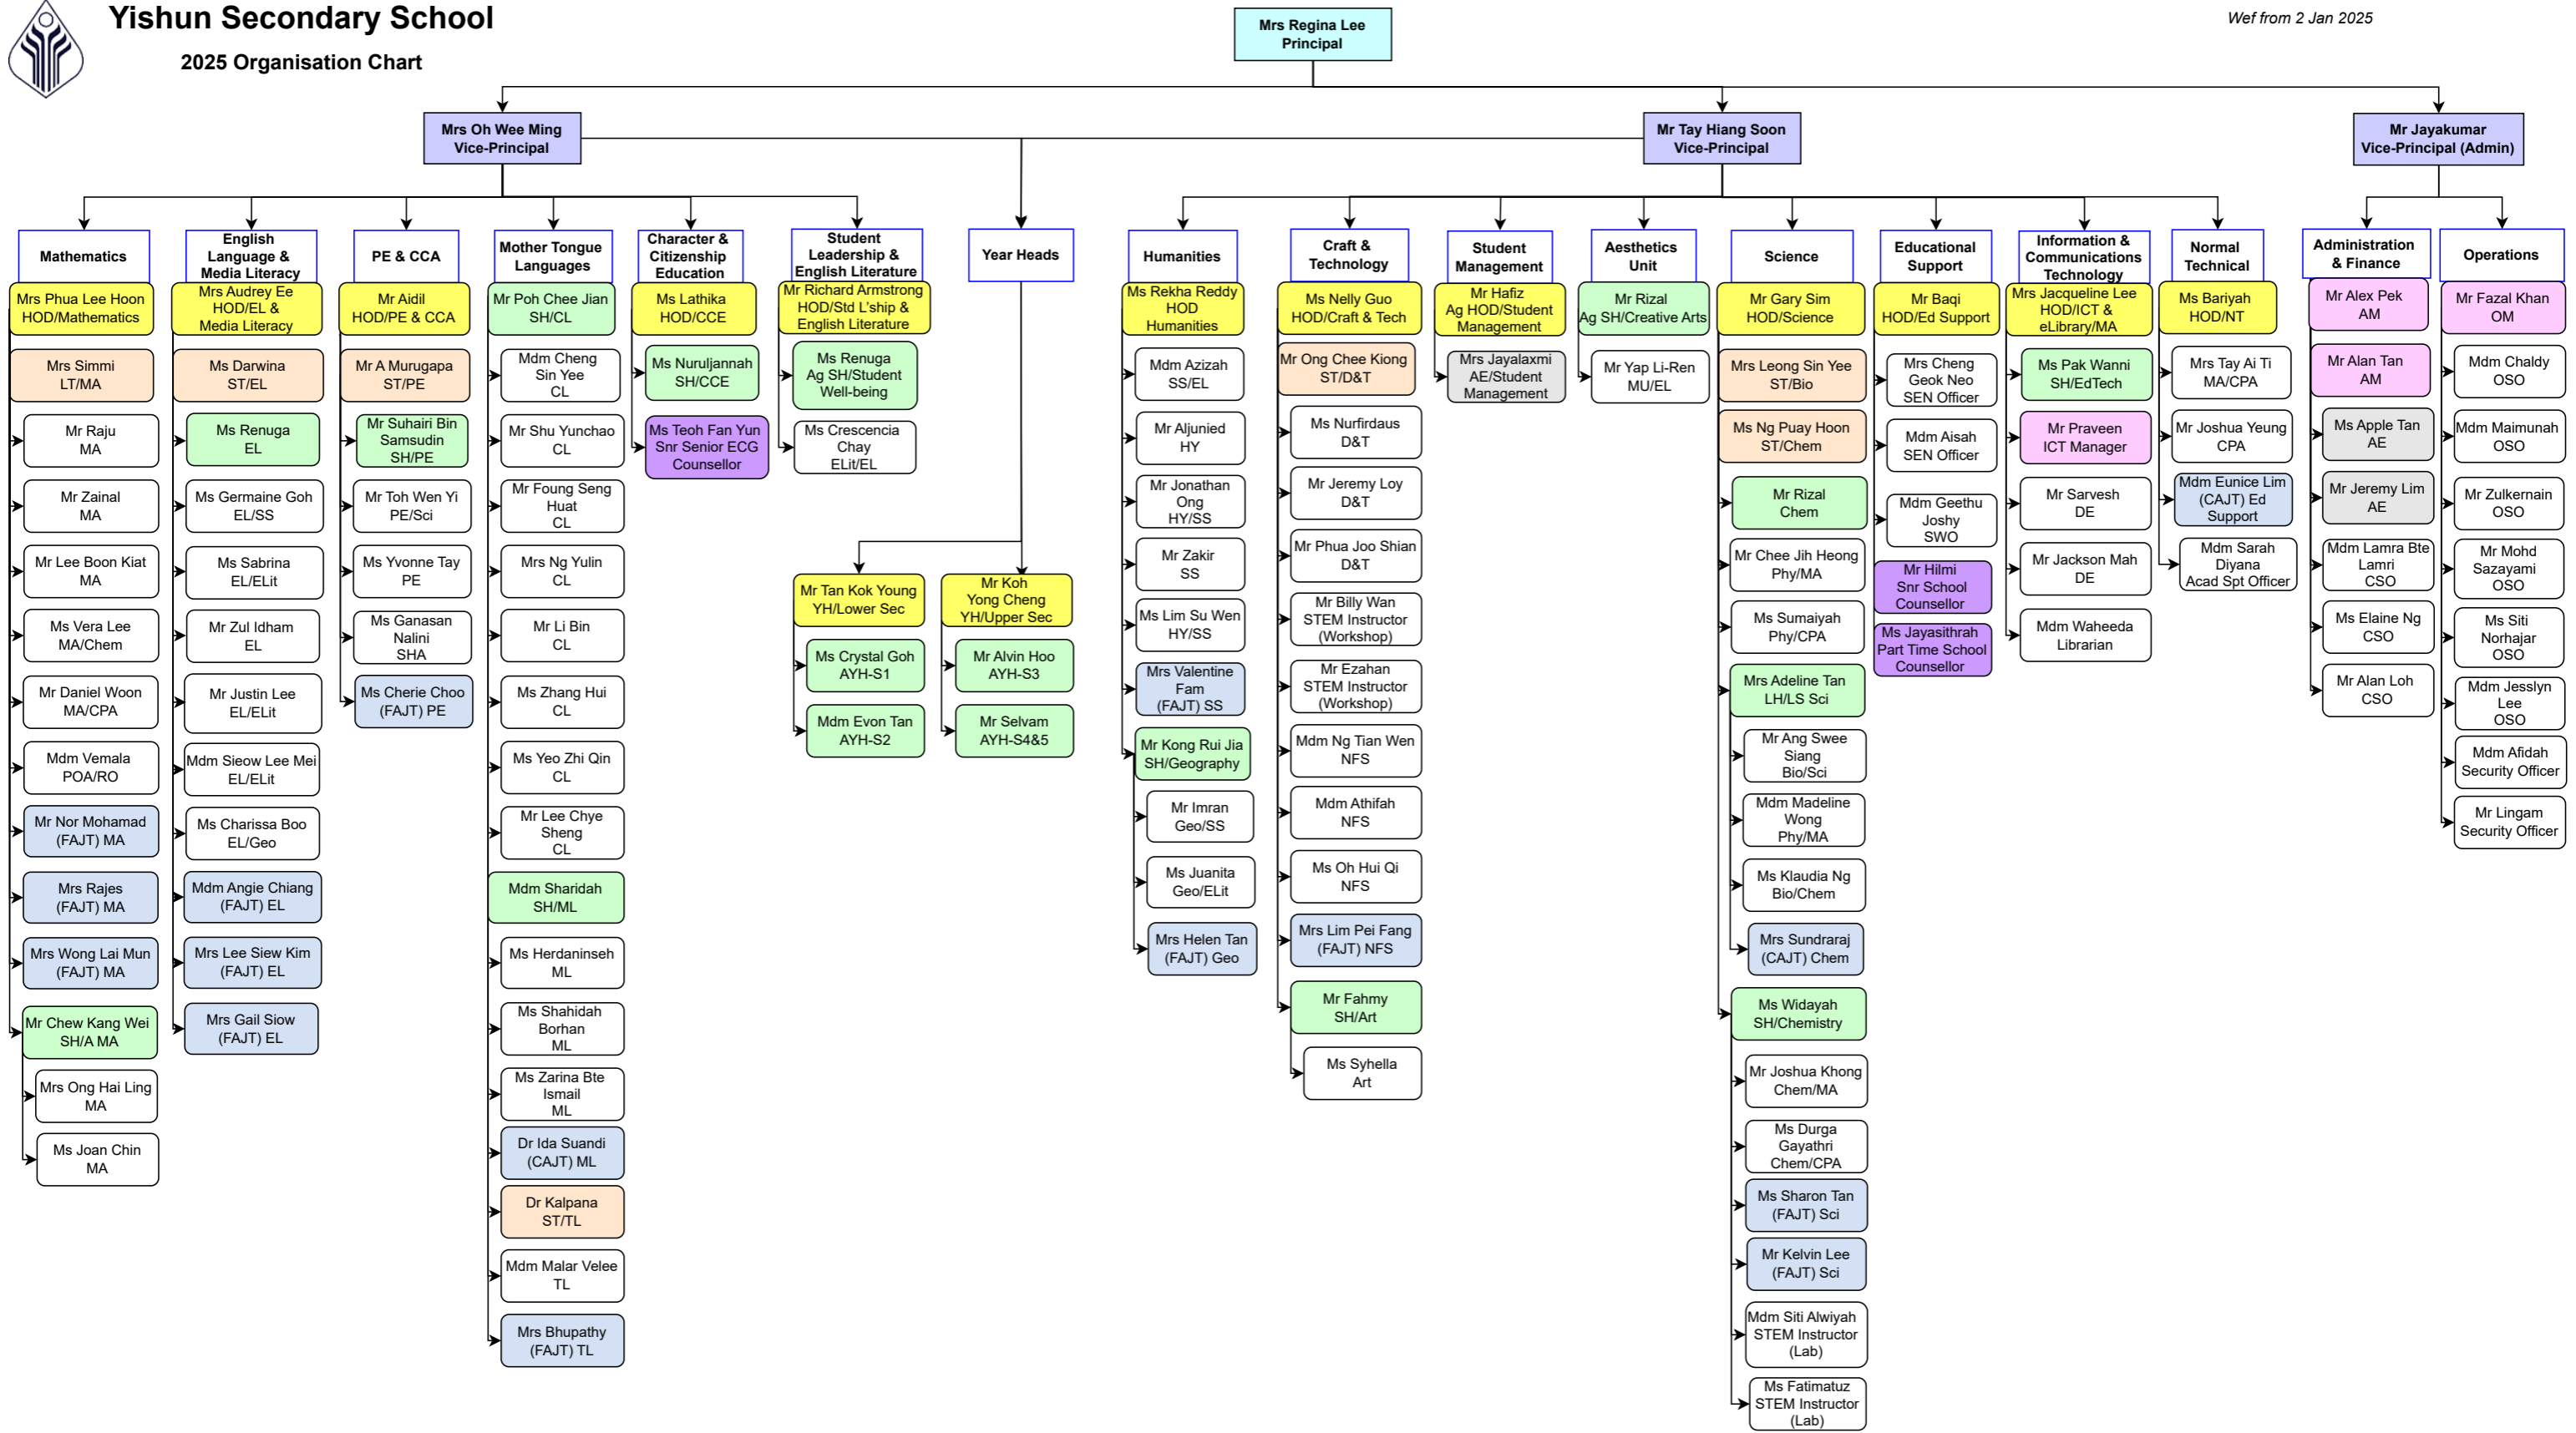 Yishun Secondary School
2025 Organisation Chart
Wef from 2 Jan 2025
Mrs Regina Lee
Principal
Mrs Oh Wee Ming
Vice-Principal
Mr Tay Hiang Soon
Vice-Principal
Mr Jayakumar
Vice-Principal (Admin)
Mathematics
Mrs Phua Lee Hoon
HOD/Mathematics
Mrs Simmi
LT/MA
Mr Raju
MA
Mr Zainal
MA
Mr Lee Boon Kiat
MA
Ms Vera Lee
MA/Chem
Mr Daniel Woon
MA/CPA
Mdm Vemala
POA/RO
Mr Nor Mohamad
(FAJT) MA
Mrs Rajes
(FAJT) MA
Mrs Wong Lai Mun
(FAJT) MA
Mr Chew Kang Wei
SH/A MA
Mrs Ong Hai Ling
MA
Ms Joan Chin
MA
English
Language &
Media Literacy
Mrs Audrey Ee
HOD/EL &
Media Literacy
Ms Darwina
ST/EL
Ms Renuga
EL
Ms Germaine Goh
EL/SS
Ms Sabrina
EL/ELit
Mr Zul Idham
EL
Mr Justin Lee
EL/ELit
Mdm Sieow Lee Mei
EL/ELit
Ms Charissa Boo
EL/Geo
Mdm Angie Chiang
(FAJT) EL
Mrs Lee Siew Kim
(FAJT) EL
Mrs Gail Siow
(FAJT) EL
PE & CCA
Mr Aidil
HOD/PE & CCA
Mr A Murugapa
ST/PE
Mr Suhairi Bin
Samsudin
SH/PE
Mr Toh Wen Yi
PE/Sci
Ms Yvonne Tay
PE
Ms Ganasan
Nalini
SHA
Ms Cherie Choo
(FAJT) PE
Mother Tongue
Languages
Mr Poh Chee Jian
SH/CL
Mdm Cheng
Sin Yee
CL
Mr Shu Yunchao
CL
Mr Foung Seng
Huat
CL
Mrs Ng Yulin
CL
Mr Li Bin
CL
Ms Zhang Hui
CL
Ms Yeo Zhi Qin
CL
Mr Lee Chye
Sheng
CL
Mdm Sharidah
SH/ML
Ms Herdaninseh
ML
Ms Shahidah
Borhan
ML
Ms Zarina Bte
Ismail
ML
Dr Ida Suandi
(CAJT) ML
Dr Kalpana
ST/TL
Mdm Malar Velee
TL
Mrs Bhupathy
(FAJT) TL
Character &
Citizenship
Education
Ms Lathika
HOD/CCE
Ms Nuruljannah
SH/CCE
Ms Teoh Fan Yun
Snr Senior ECG
Counsellor
Student
Leadership &
English Literature
Mr Richard Armstrong
HOD/Std L'ship &
English Literature
Ms Renuga
Ag SH/Student
Well-being
Ms Crescencia
Chay
ELit/EL
Year Heads
Mr Tan Kok Young
YH/Lower Sec
Ms Crystal Goh
AYH-S1
Mdm Evon Tan
AYH-S2
Mr Koh
Yong Cheng
YH/Upper Sec
Mr Alvin Hoo
AYH-S3
Mr Selvam
AYH-S4&5
Humanities
Ms Rekha Reddy
HOD
Humanities
Mdm Azizah
SS/EL
Mr Aljunied
HY
Mr Jonathan
Ong
HY/SS
Mr Zakir
SS
Ms Lim Su Wen
HY/SS
Mrs Valentine
Fam
(FAJT) SS
Mr Kong Rui Jia
SH/Geography
Mr Imran
Geo/SS
Ms Juanita
Geo/ELit
Mrs Helen Tan
(FAJT) Geo
Craft &
Technology
Ms Nelly Guo
HOD/Craft & Tech
Mr Ong Chee Kiong
ST/D&T
Ms Nurfirdaus
D&T
Mr Jeremy Loy
D&T
Mr Phua Joo Shian
D&T
Mr Billy Wan
STEM Instructor
(Workshop)
Mr Ezahan
STEM Instructor
(Workshop)
Mdm Ng Tian Wen
NFS
Mdm Athifah
NFS
Ms Oh Hui Qi
NFS
Mrs Lim Pei Fang
(FAJT) NFS
Mr Fahmy
SH/Art
Ms Syhella
Art
Student
Management
Mr Hafiz
Ag HOD/Student
Management
Mrs Jayalaxmi
AE/Student
Management
Aesthetics
Unit
Mr Rizal
Ag SH/Creative Arts
Mr Yap Li-Ren
MU/EL
Science
Mr Gary Sim
HOD/Science
Mrs Leong Sin Yee
ST/Bio
Ms Ng Puay Hoon
ST/Chem
Mr Rizal
Chem
Mr Chee Jih Heong
Phy/MA
Ms Sumaiyah
Phy/CPA
Mrs Adeline Tan
LH/LS Sci
Mr Ang Swee
Siang
Bio/Sci
Mdm Madeline
Wong
Phy/MA
Ms Klaudia Ng
Bio/Chem
Mrs Sundraraj
(CAJT) Chem
Ms Widayah
SH/Chemistry
Mr Joshua Khong
Chem/MA
Ms Durga
Gayathri
Chem/CPA
Ms Sharon Tan
(FAJT) Sci
Mr Kelvin Lee
(FAJT) Sci
Mdm Siti Alwiyah
STEM Instructor
(Lab)
Ms Fatimatuz
STEM Instructor
(Lab)
Educational
Support
Mr Baqi
HOD/Ed Support
Mrs Cheng
Geok Neo
SEN Officer
Mdm Aisah
SEN Officer
Mdm Geethu
Joshy
SWO
Mr Hilmi
Snr School
Counsellor
Ms Jayasithrah
Part Time School
Counsellor
Information &
Communications
Technology
Mrs Jacqueline Lee
HOD/ICT &
eLibrary/MA
Ms Pak Wanni
SH/EdTech
Mr Praveen
ICT Manager
Mr Sarvesh
DE
Mr Jackson Mah
DE
Mdm Waheeda
Librarian
Normal
Technical
Ms Bariyah
HOD/NT
Mrs Tay Ai Ti
MA/CPA
Mr Joshua Yeung
CPA
Mdm Eunice Lim
(CAJT) Ed
Support
Mdm Sarah
Diyana
Acad Spt Officer
Administration
& Finance
Mr Alex Pek
AM
Mr Alan Tan
AM
Ms Apple Tan
AE
Mr Jeremy Lim
AE
Mdm Lamra Bte
Lamri
CSO
Ms Elaine Ng
CSO
Mr Alan Loh
CSO
Operations
Mr Fazal Khan
OM
Mdm Chaldy
OSO
Mdm Maimunah
OSO
Mr Zulkernain
OSO
Mr Mohd
Sazayami
OSO
Ms Siti
Norhajar
OSO
Mdm Jesslyn
Lee
OSO
Mdm Afidah
Security Officer
Mr Lingam
Security Officer